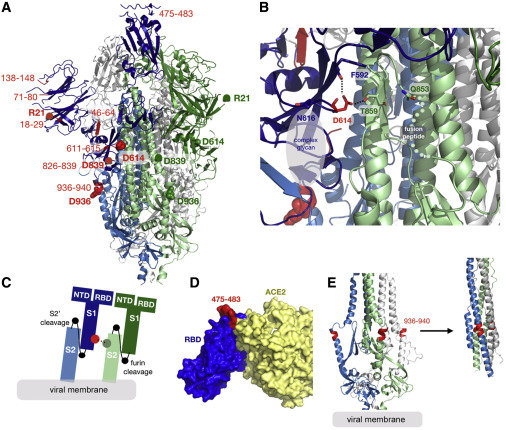 A
475-483
138-148
71-80
R21
18-29
46-64
611-615
D839
826-839
936-940
D936
D614
R21
D614
D839
D936
B
F592
N616
D614
T859
Q853
complex
glycan
fusion
peptide
C
NTD RBD
NTD RBD
S2'
cleavage
S1
S1
S2
S2
furin
cleavage
viral membrane
D
475-483
ACE2
RBD
E
936-940
viral membrane